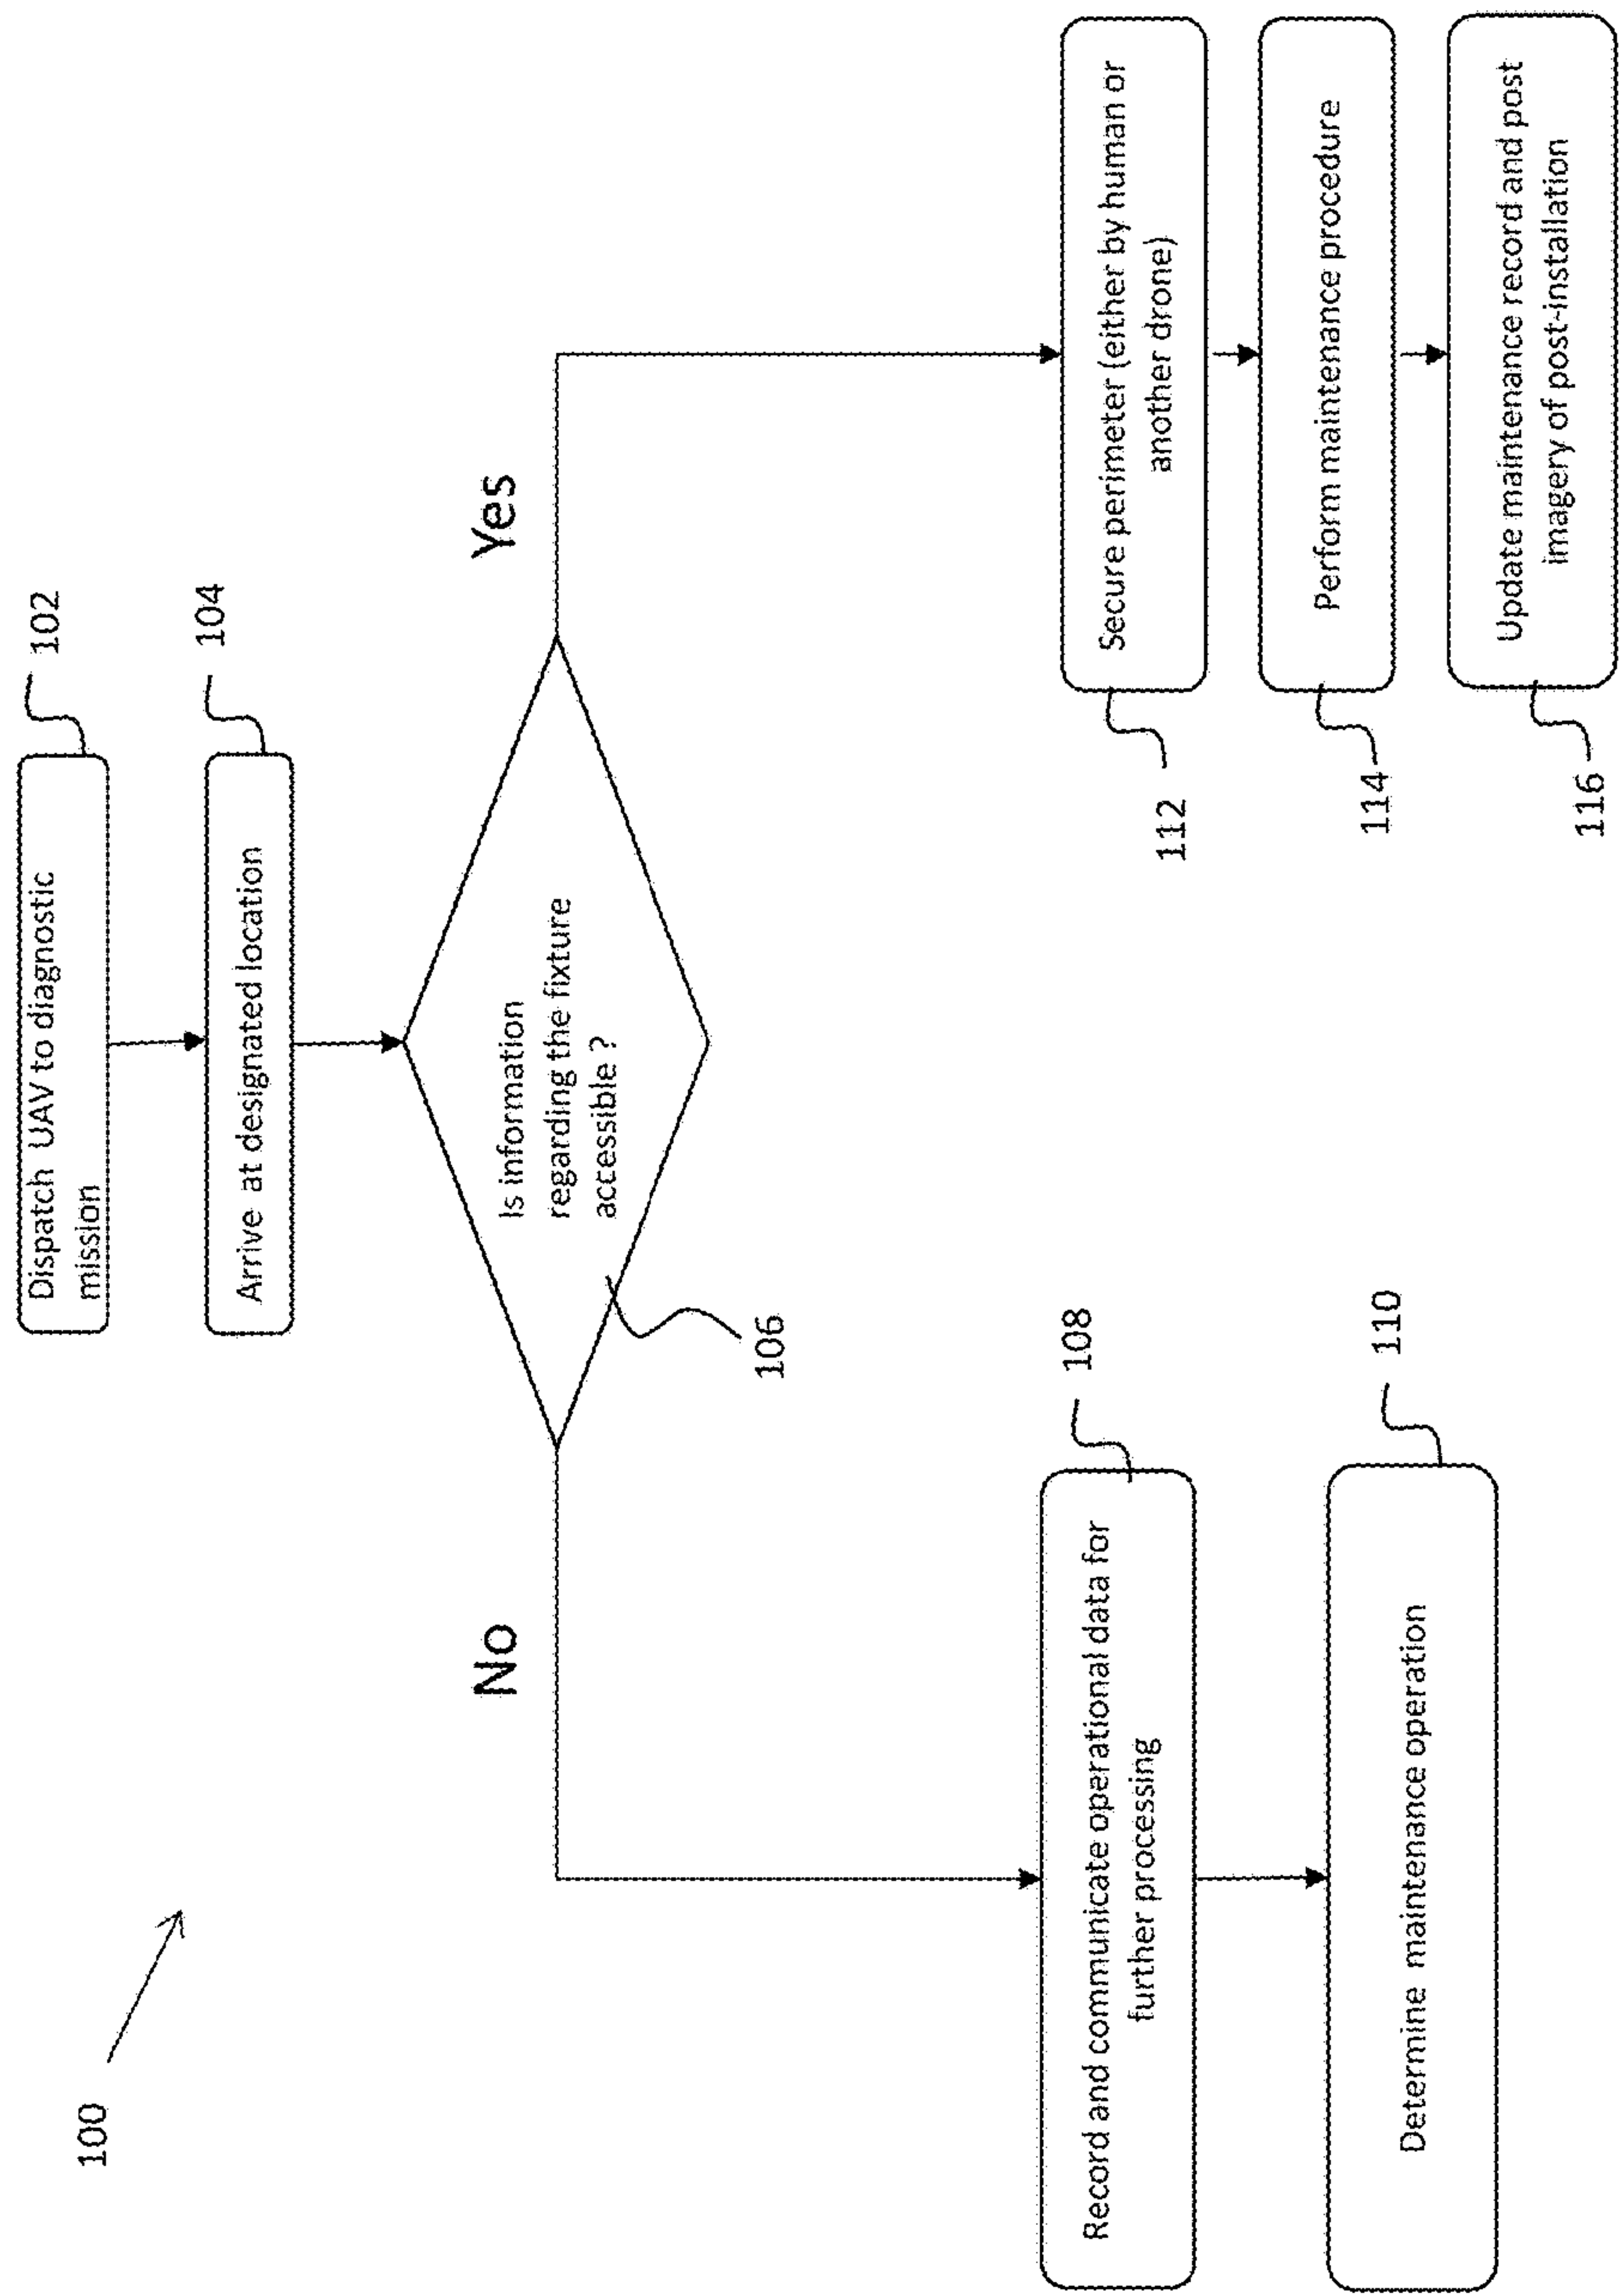 100
Dispatch UAV to diagnostic
mission
102
Arrive at designated location
104
Is information
regarding the fixture
accessible ?
106
No
Yes
Record and communicate operational data for
further processing
108
Determine maintenance operation
110
Secure perimeter (either by human or
another drone)
112
Perform maintenance procedure
114
Update maintenance record and post
imagery of post-installation
116